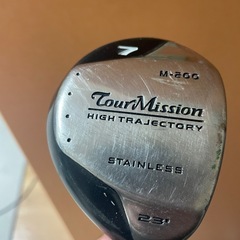 7
M-200
TourMission
HIGH TRAJECTORY
STAINLESS
23°